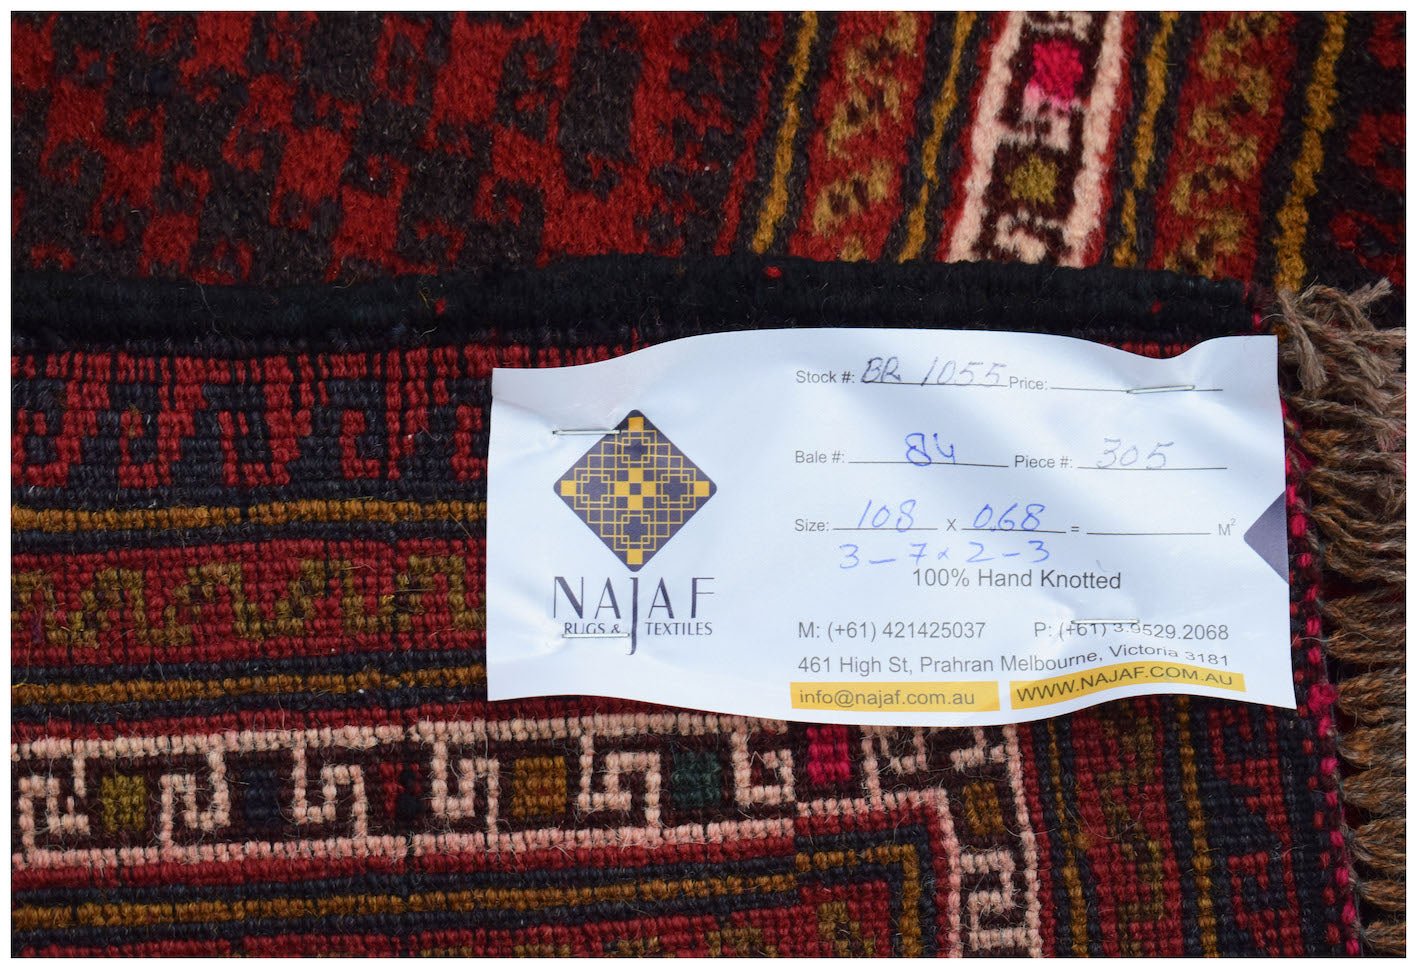 Stock #: BR 1055 Price:
Bale #: 84 Piece #: 305
Size: 108 X 0.68 = M²
3-7 x 2-3
100% Hand Knotted
NAJAF
RUGS & TEXTILES
M: (+61) 421425037 P: (+61) 3.9529.2068
461 High St, Prahran Melbourne, Victoria 3181
info@najaf.com.au WWW.NAJAF.COM.AU